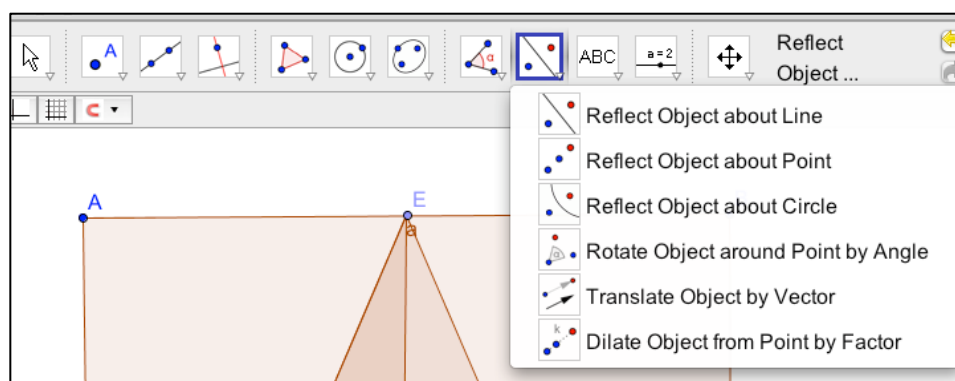 A
α
ABC
a=2
Reflect
Object ...
Reflect Object about Line
Reflect Object about Point
Reflect Object about Circle
α
Rotate Object around Point by Angle
Translate Object by Vector
k
Dilate Object from Point by Factor
A
E
a